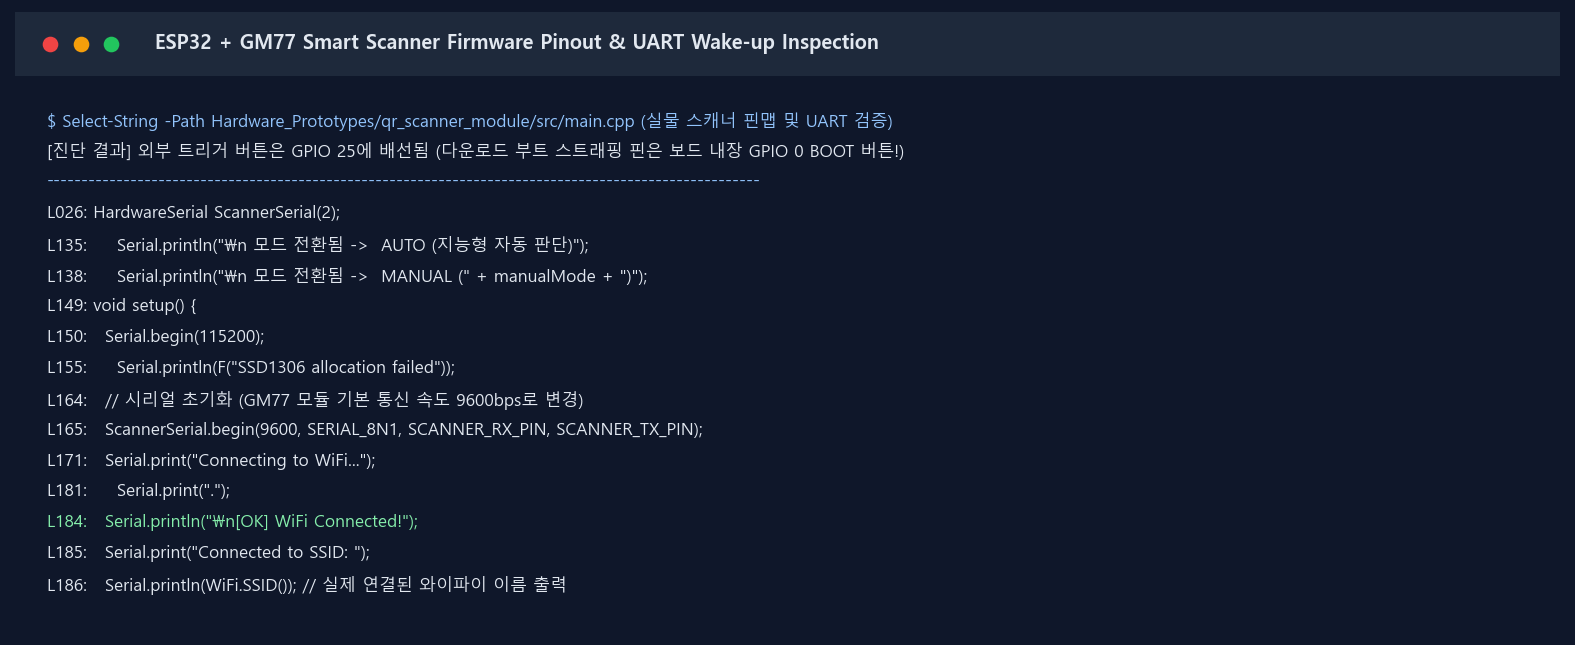 ESP32 + GM77 Smart Scanner Firmware Pinout & UART Wake-up Inspection
$ Select-String -Path Hardware_Prototypes/qr_scanner_module/src/main.cpp (실물 스캐너 핀맵 및 UART 검증)
[진단 결과] 외부 트리거 버튼은 GPIO 25에 배선됨 (다운로드 부트 스트래핑 핀은 보드 내장 GPIO 0 BOOT 버튼!)
---------------------------------------------------------------------------------------------------------
L026: HardwareSerial ScannerSerial(2);
L135:     Serial.println("₩n 모드 전환됨 ->  AUTO (지능형 자동 판단)");
L138:     Serial.println("₩n 모드 전환됨 ->  MANUAL (" + manualMode + ")");
L149: void setup() {
L150:   Serial.begin(115200);
L155:     Serial.println(F("SSD1306 allocation failed"));
L164:   // 시리얼 초기화 (GM77 모듈 기본 통신 속도 9600bps로 변경)
L165:   ScannerSerial.begin(9600, SERIAL_8N1, SCANNER_RX_PIN, SCANNER_TX_PIN);
L171:   Serial.print("Connecting to WiFi...");
L181:     Serial.print(".");
L184:   Serial.println("₩n[OK] WiFi Connected!");
L185:   Serial.print("Connected to SSID: ");
L186:   Serial.println(WiFi.SSID()); // 실제 연결된 와이파이 이름 출력